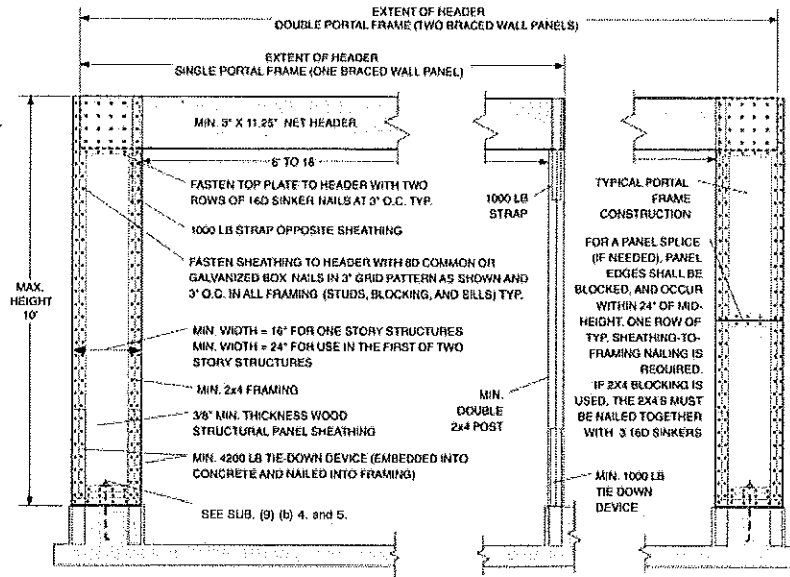 EXTENT OF HEADER
DOUBLE PORTAL FRAME (TWO BRACED WALL PANELS)
EXTENT OF HEADER
SINGLE PORTAL FRAME (ONE BRACED WALL PANEL)
MIN. 3" X 11.25" NET HEADER
6' TO 18'
FASTEN TOP PLATE TO HEADER WITH TWO
ROWS OF 16D SINKER NAILS AT 3" O.C. TYP.
1000 LB STRAP OPPOSITE SHEATHING
FASTEN SHEATHING TO HEADER WITH 8D COMMON OR
GALVANIZED BOX NAILS IN 3" GRID PATTERN AS SHOWN AND
3" O.C. IN ALL FRAMING (STUDS, BLOCKING, AND SILLS) TYP.
MAX.
HEIGHT
10'
MIN. WIDTH = 16" FOR ONE STORY STRUCTURES
MIN. WIDTH = 24" FOR USE IN THE FIRST OF TWO
STORY STRUCTURES
MIN. 2x4 FRAMING
3/8" MIN. THICKNESS WOOD
STRUCTURAL PANEL SHEATHING
MIN. 4200 LB TIE-DOWN DEVICE (EMBEDDED INTO
CONCRETE AND NAILED INTO FRAMING)
SEE SUB. (9) (b) 4. and 5.
1000 LB
STRAP
MIN.
DOUBLE
2x4 POST
TYPICAL PORTAL
FRAME
CONSTRUCTION
FOR A PANEL SPLICE
(IF NEEDED), PANEL
EDGES SHALL BE
BLOCKED, AND OCCUR
WITHIN 24" OF MID-
HEIGHT. ONE ROW OF
TYP. SHEATHING-TO-
FRAMING NAILING IS
REQUIRED.
IF 2X4 BLOCKING IS
USED, THE 2X4'S MUST
BE NAILED TOGETHER
WITH 3 16D SINKERS
MIN. 1000 LB
TIE DOWN
DEVICE